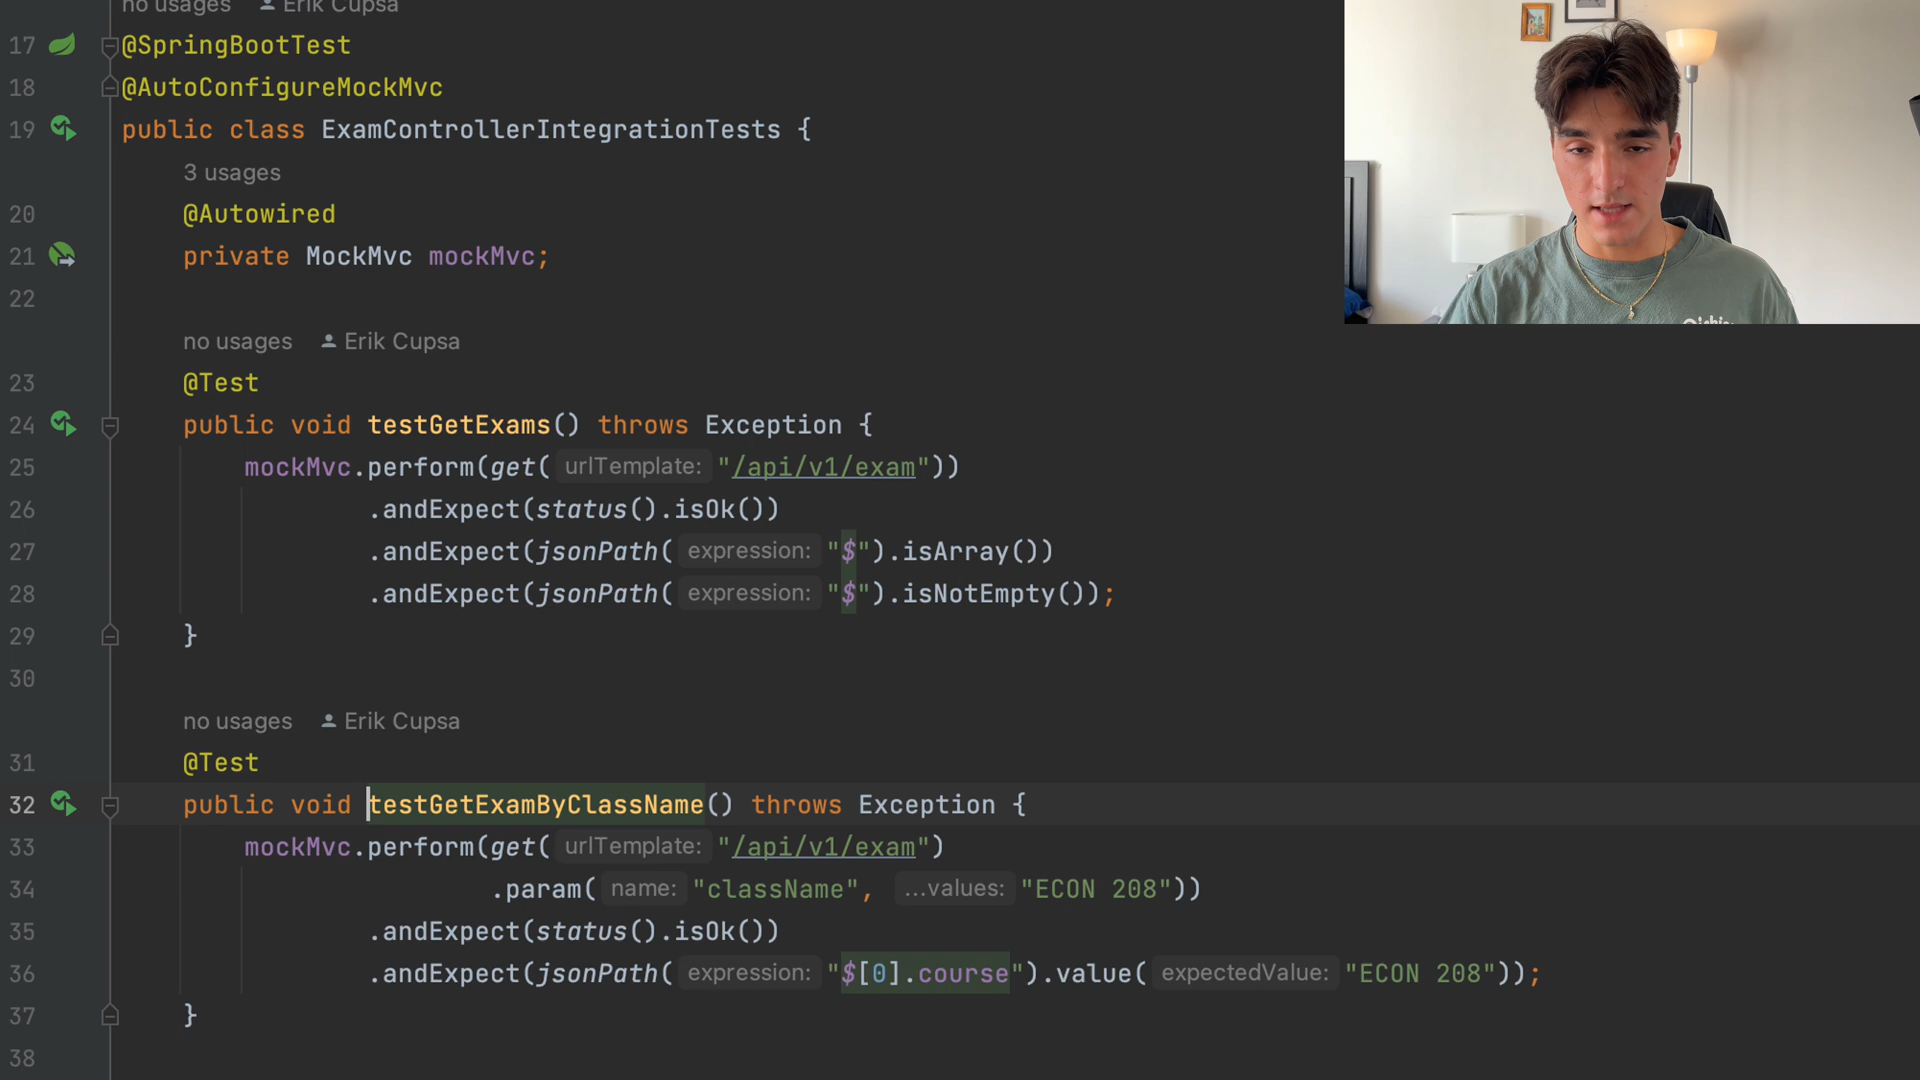 no usages Erik Cupsa
17 @SpringBootTest
18 @AutoConfigureMockMvc
19 public class ExamControllerIntegrationTests {
3 usages
20 @Autowired
21 private MockMvc mockMvc;
22
no usages Erik Cupsa
23 @Test
24 public void testGetExams() throws Exception {
25 mockMvc.perform(get( urlTemplate: "/api/v1/exam"))
26 .andExpect(status().isOk())
27 .andExpect(jsonPath( expression: "$").isArray())
28 .andExpect(jsonPath( expression: "$").isNotEmpty());
29 }
30
no usages Erik Cupsa
31 @Test
32 public void testGetExamByClassName() throws Exception {
33 mockMvc.perform(get( urlTemplate: "/api/v1/exam")
34 .param( name: "className", ...values: "ECON 208"))
35 .andExpect(status().isOk())
36 .andExpect(jsonPath( expression: "$[0].course").value( expectedValue: "ECON 208"));
37 }
38